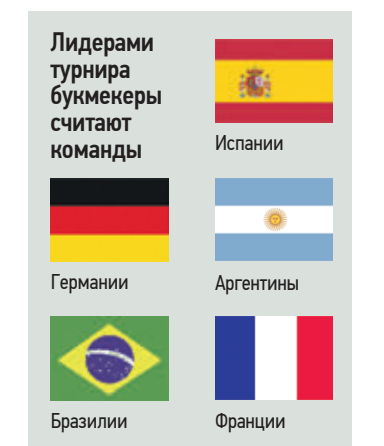 Лидерами
турнира
букмекеры
считают
команды
Испании
Германии
Аргентины
Бразилии
Франции